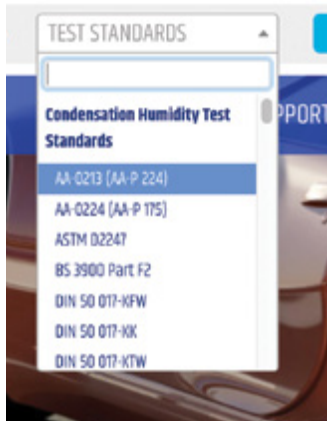 TEST STANDARDS
Condensation Humidity Test
Standards
AA-0213 (AA-P 224)
AA-0224 (AA-P 175)
ASTM D2247
BS 3900 Part F2
DIN 50 017-KFW
DIN 50 017-KK
DIN 50 017-KTW